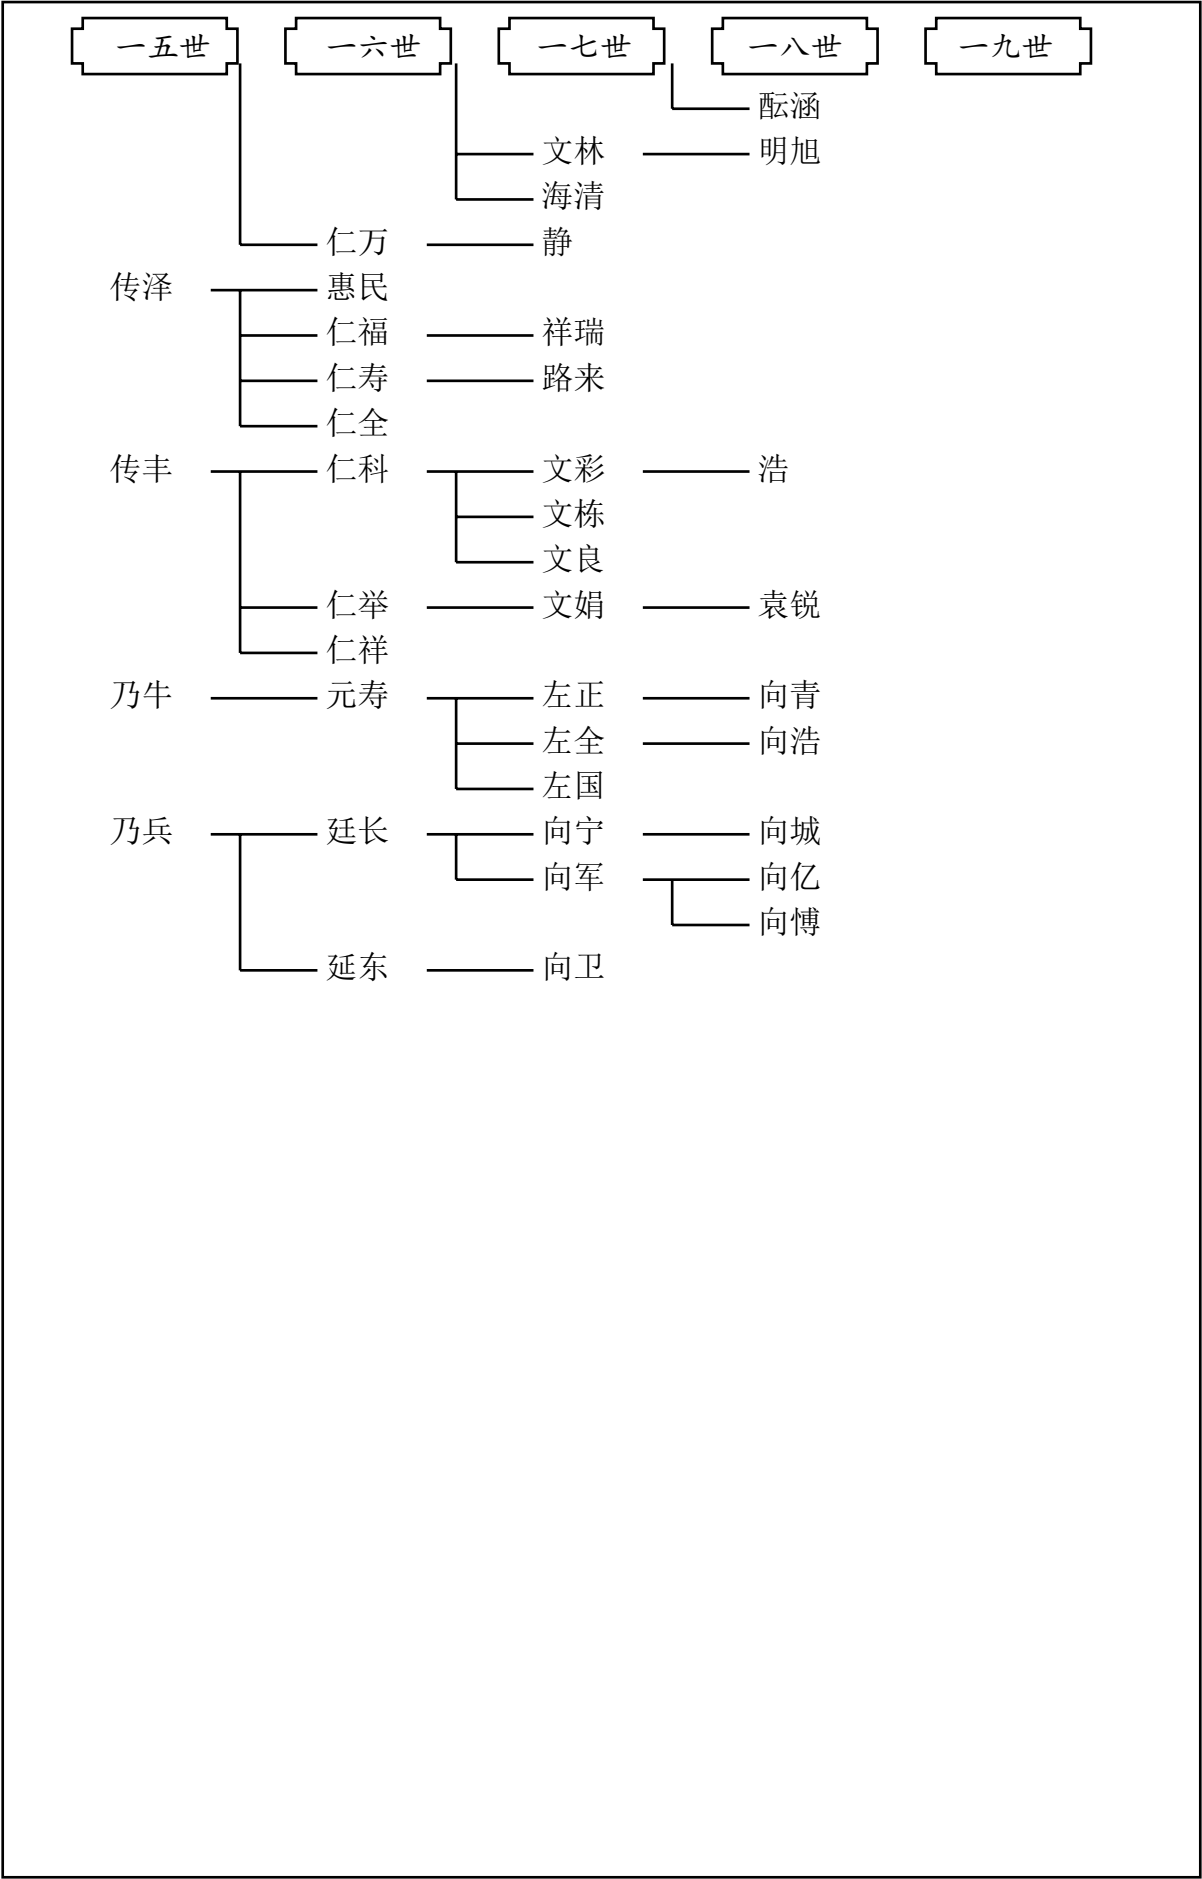 一五世 一六世 一七世 一八世 一九世
酝涵
文林 明旭
海清
仁万 静
传泽 惠民
仁福 祥瑞
仁寿 路来
仁全
传丰 仁科 文彩 浩
文栋
文良
仁举 文娟 袁锐
仁祥
乃牛 元寿 左正 向青
左全 向浩
左国
乃兵 廷长 向宁 向城
向军 向亿
向愽
延东 向卫